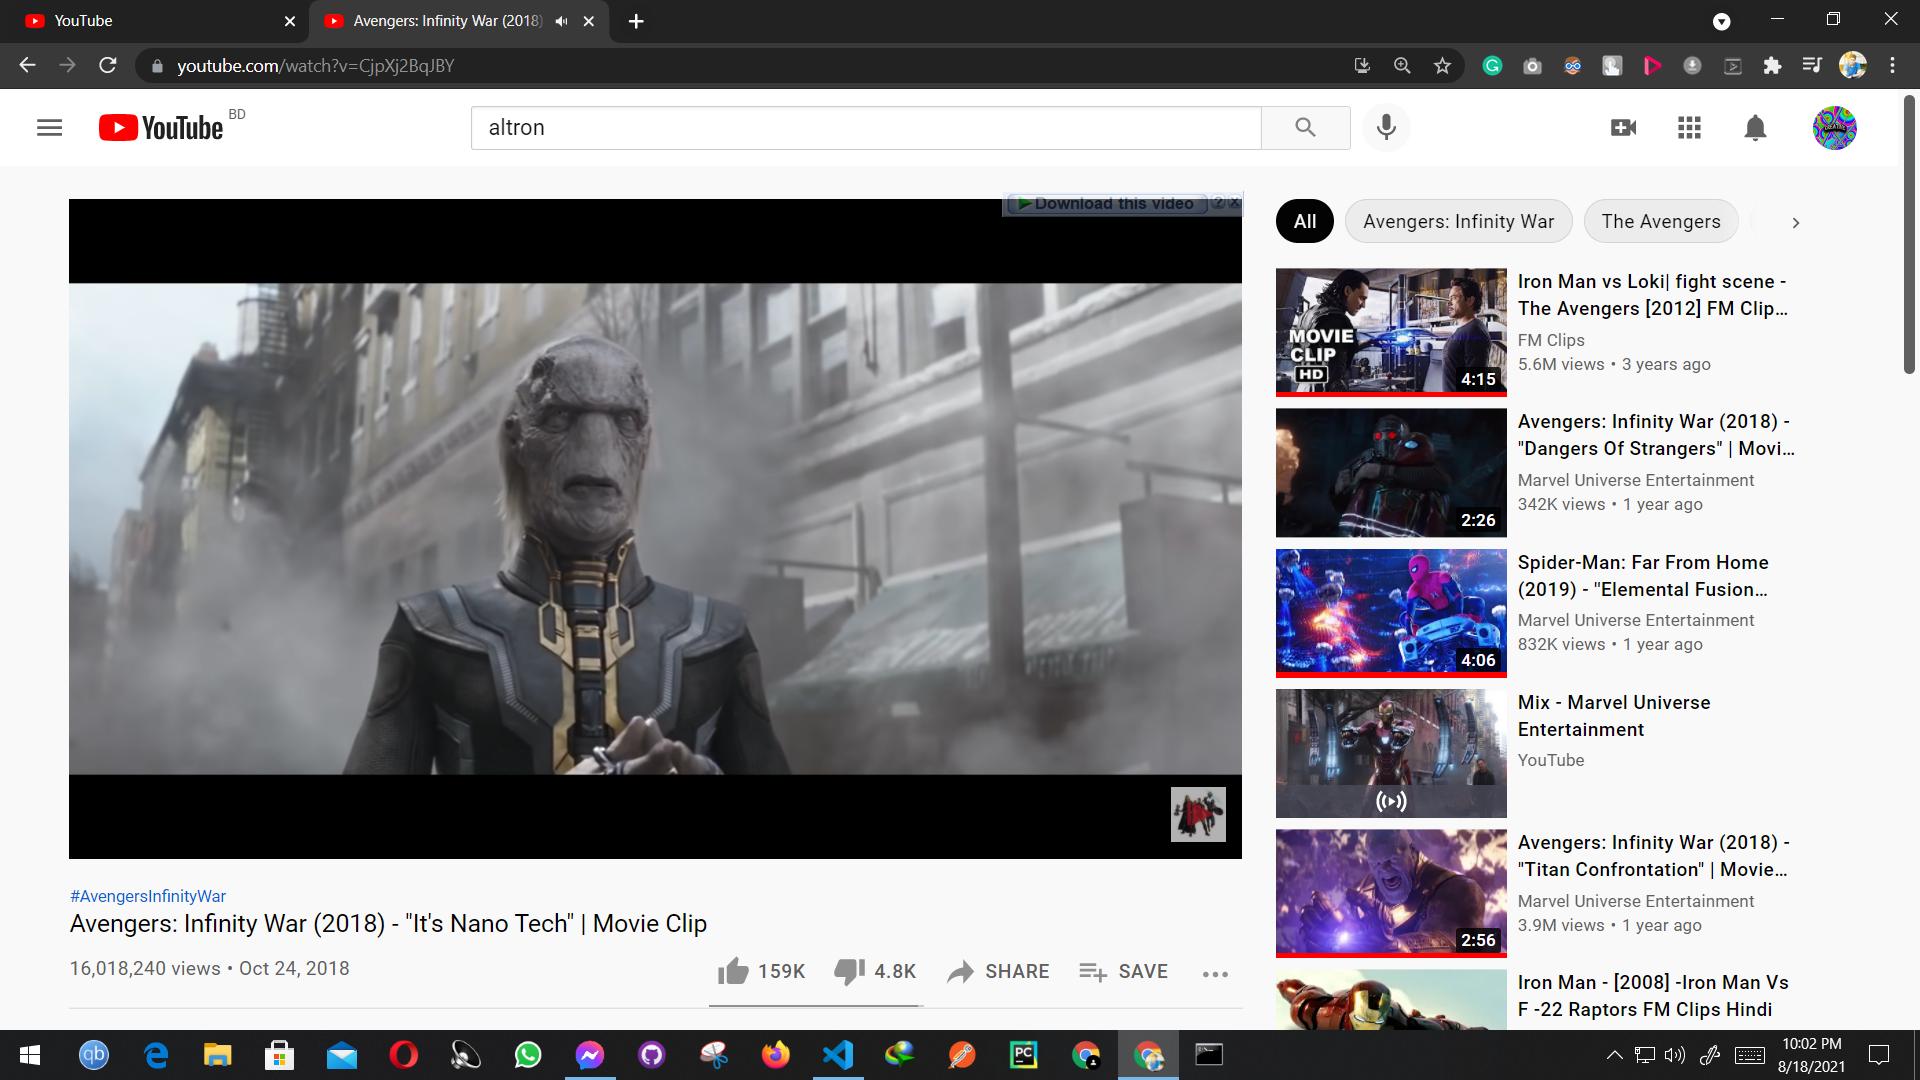 YouTube
Avengers: Infinity War (2018)
youtube.com/watch?v=CjpXj2BqJBY
YouTube BD
altron
Download this video
All
Avengers: Infinity War
The Avengers
MOVIE
CLIP
HD
4:15
Iron Man vs Loki| fight scene -
The Avengers [2012] FM Clip...
FM Clips
5.6M views • 3 years ago
2:26
Avengers: Infinity War (2018) -
"Dangers Of Strangers" | Movi...
Marvel Universe Entertainment
342K views • 1 year ago
4:06
Spider-Man: Far From Home
(2019) - "Elemental Fusion...
Marvel Universe Entertainment
832K views • 1 year ago
Mix - Marvel Universe
Entertainment
YouTube
2:56
Avengers: Infinity War (2018) -
"Titan Confrontation" | Movie...
Marvel Universe Entertainment
3.9M views • 1 year ago
Iron Man - [2008] -Iron Man Vs
F -22 Raptors FM Clips Hindi
#AvengersInfinityWar
Avengers: Infinity War (2018) - "It's Nano Tech" | Movie Clip
16,018,240 views • Oct 24, 2018
159K
4.8K
SHARE
SAVE
qb
PC
10:02 PM
8/18/2021